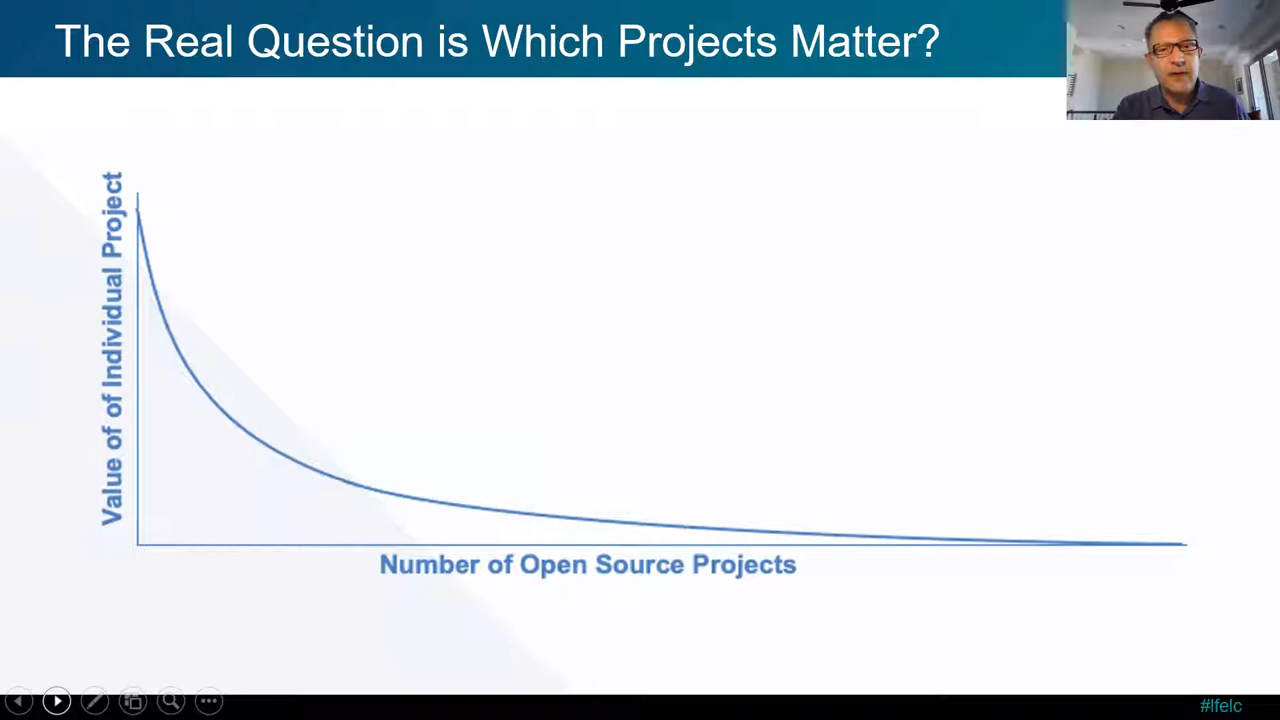 The Real Question is Which Projects Matter?
Value of of Individual Project
Number of Open Source Projects
#lfelc